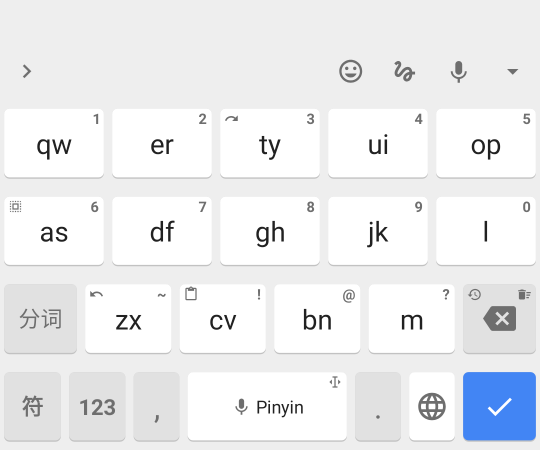 1 2 3 4 5
qw er ty ui op
6 7 8 9 0
as df gh jk l
~ ! @ ?
分词 zx cv bn m
符 123 , Pinyin .